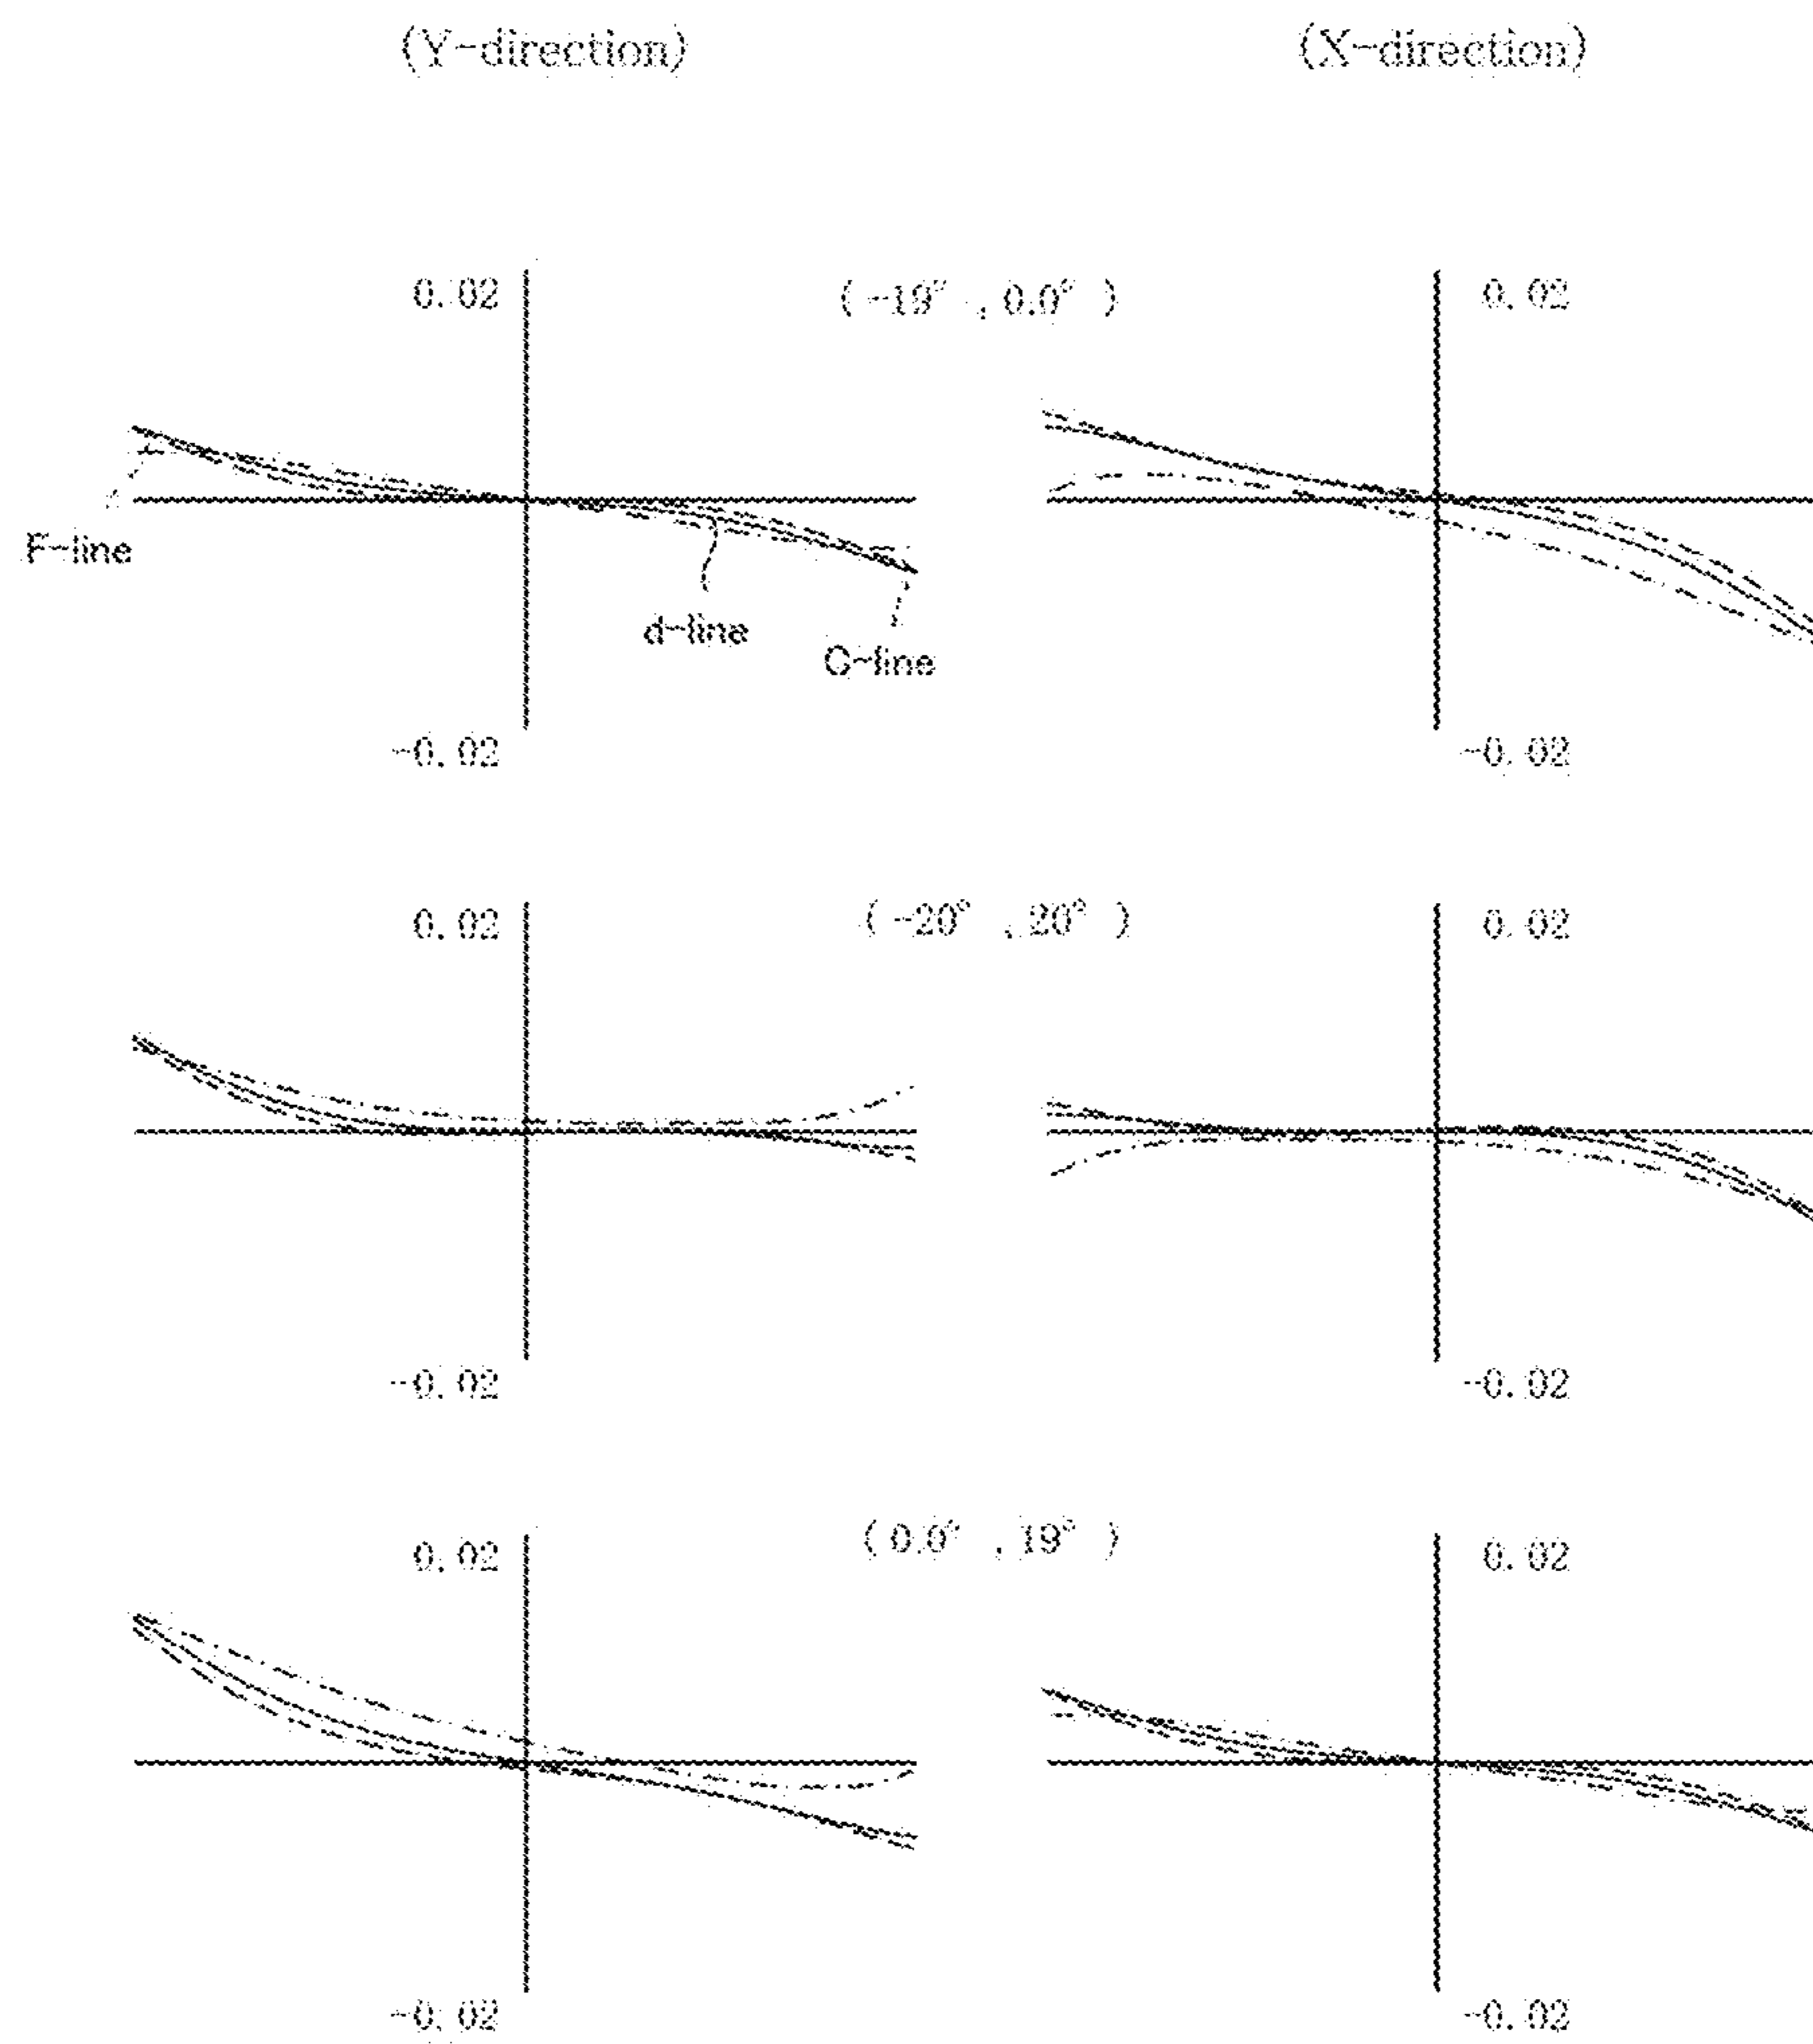 (Y-direction) (X-direction)
0.02 (-19° , 0.0° ) 0.02
F-line
d-line
C-line
-0.02 -0.02
0.02 (-20° , 20° ) 0.02
-0.02 -0.02
0.02 (0.0° , 19° ) 0.02
-0.02 -0.02